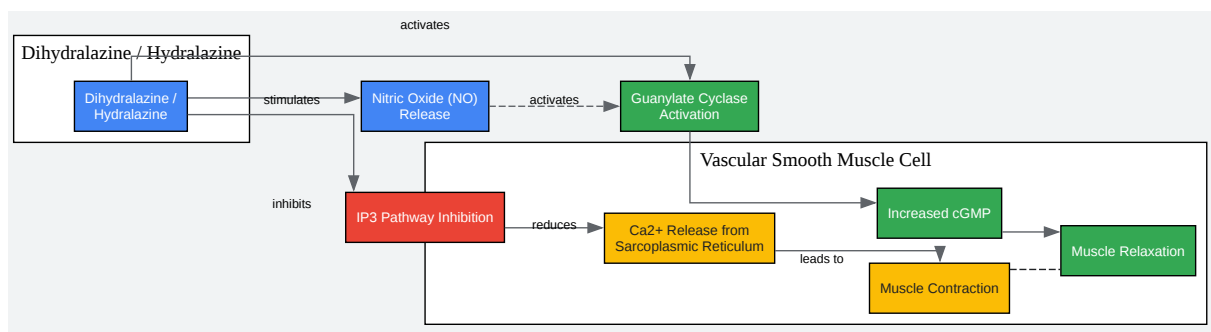 activates
Dihydralazine / Hydralazine
Dihydralazine /
Hydralazine
stimulates
Nitric Oxide (NO)
Release
activates
Guanylate Cyclase
Activation
Vascular Smooth Muscle Cell
inhibits
IP3 Pathway Inhibition
reduces
Ca2+ Release from
Sarcoplasmic Reticulum
leads to
Increased cGMP
Muscle Contraction
Muscle Relaxation